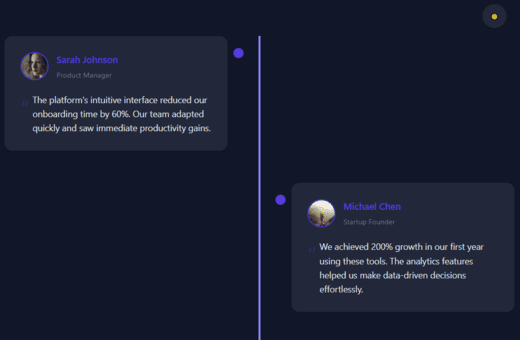 Sarah Johnson
Product Manager
The platform's intuitive interface reduced our
onboarding time by 60%. Our team adapted
quickly and saw immediate productivity gains.
Michael Chen
Startup Founder
We achieved 200% growth in our first year
using these tools. The analytics features
helped us make data-driven decisions
effortlessly.